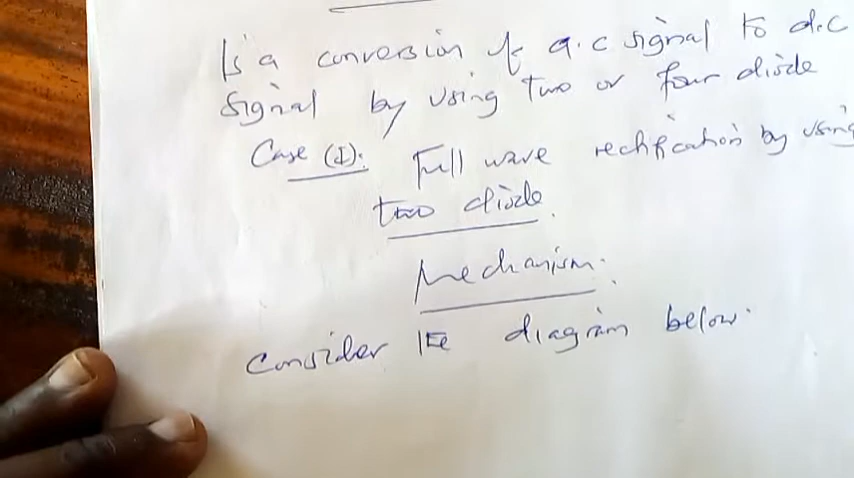 Is a conversion of a.c signal to d.c
signal by using two or four diode
Case (I): Full wave rectification by using
two diode.
Mechanism.
Consider the diagram below.